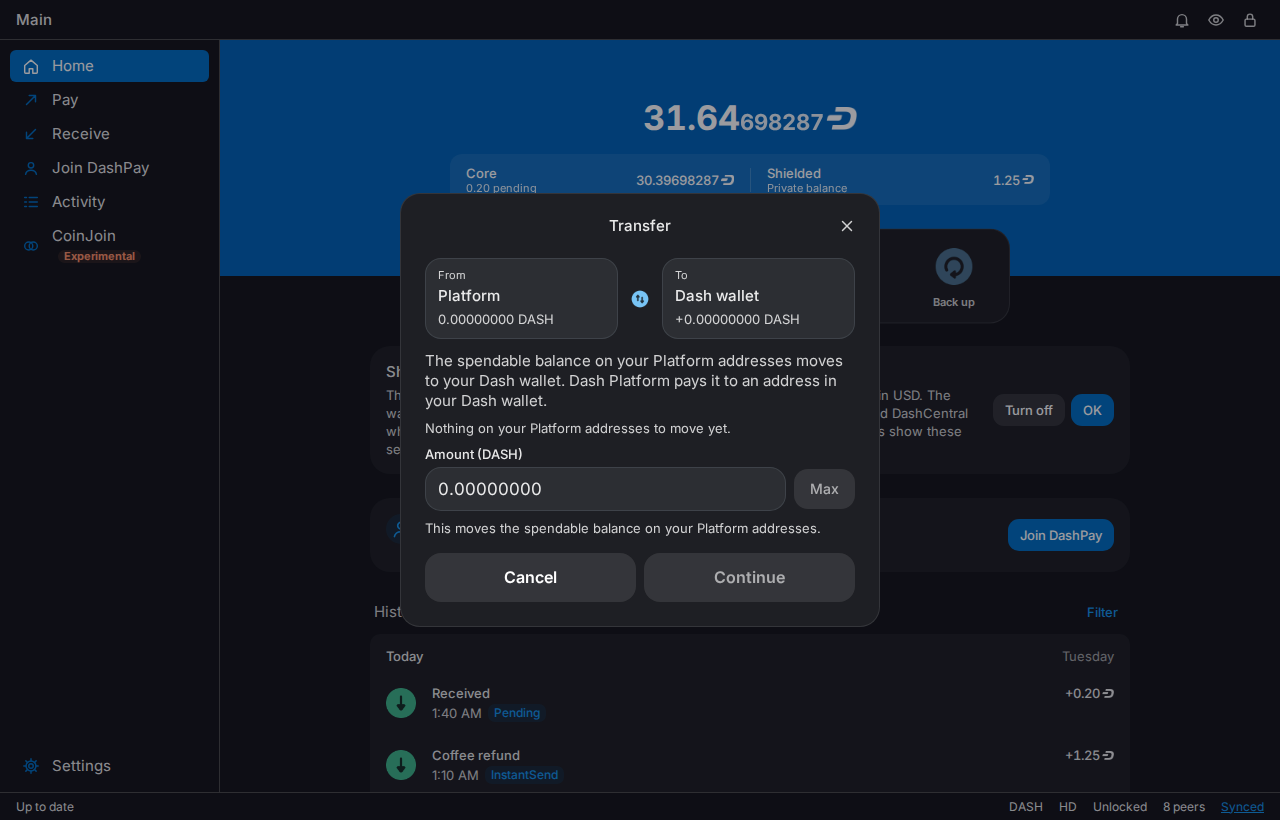 Main
Home
Pay
Receive
Join DashPay
Activity
CoinJoin
Experimental
Settings
31.64698287
Core
0.20 pending
30.39698287
Shielded
Private balance
1.25
Back up
Transfer
From
Platform
0.00000000 DASH
To
Dash wallet
+0.00000000 DASH
The spendable balance on your Platform addresses moves
to your Dash wallet. Dash Platform pays it to an address in
your Dash wallet.
Nothing on your Platform addresses to move yet.
Amount (DASH)
0.00000000
Max
This moves the spendable balance on your Platform addresses.
Cancel
Continue
in USD. The
DashCentral
show these
Turn off
OK
Join DashPay
Filter
Today
Tuesday
Received
+0.20
1:40 AM
Pending
Coffee refund
+1.25
1:10 AM
InstantSend
Up to date
DASH
HD
Unlocked
8 peers
Synced